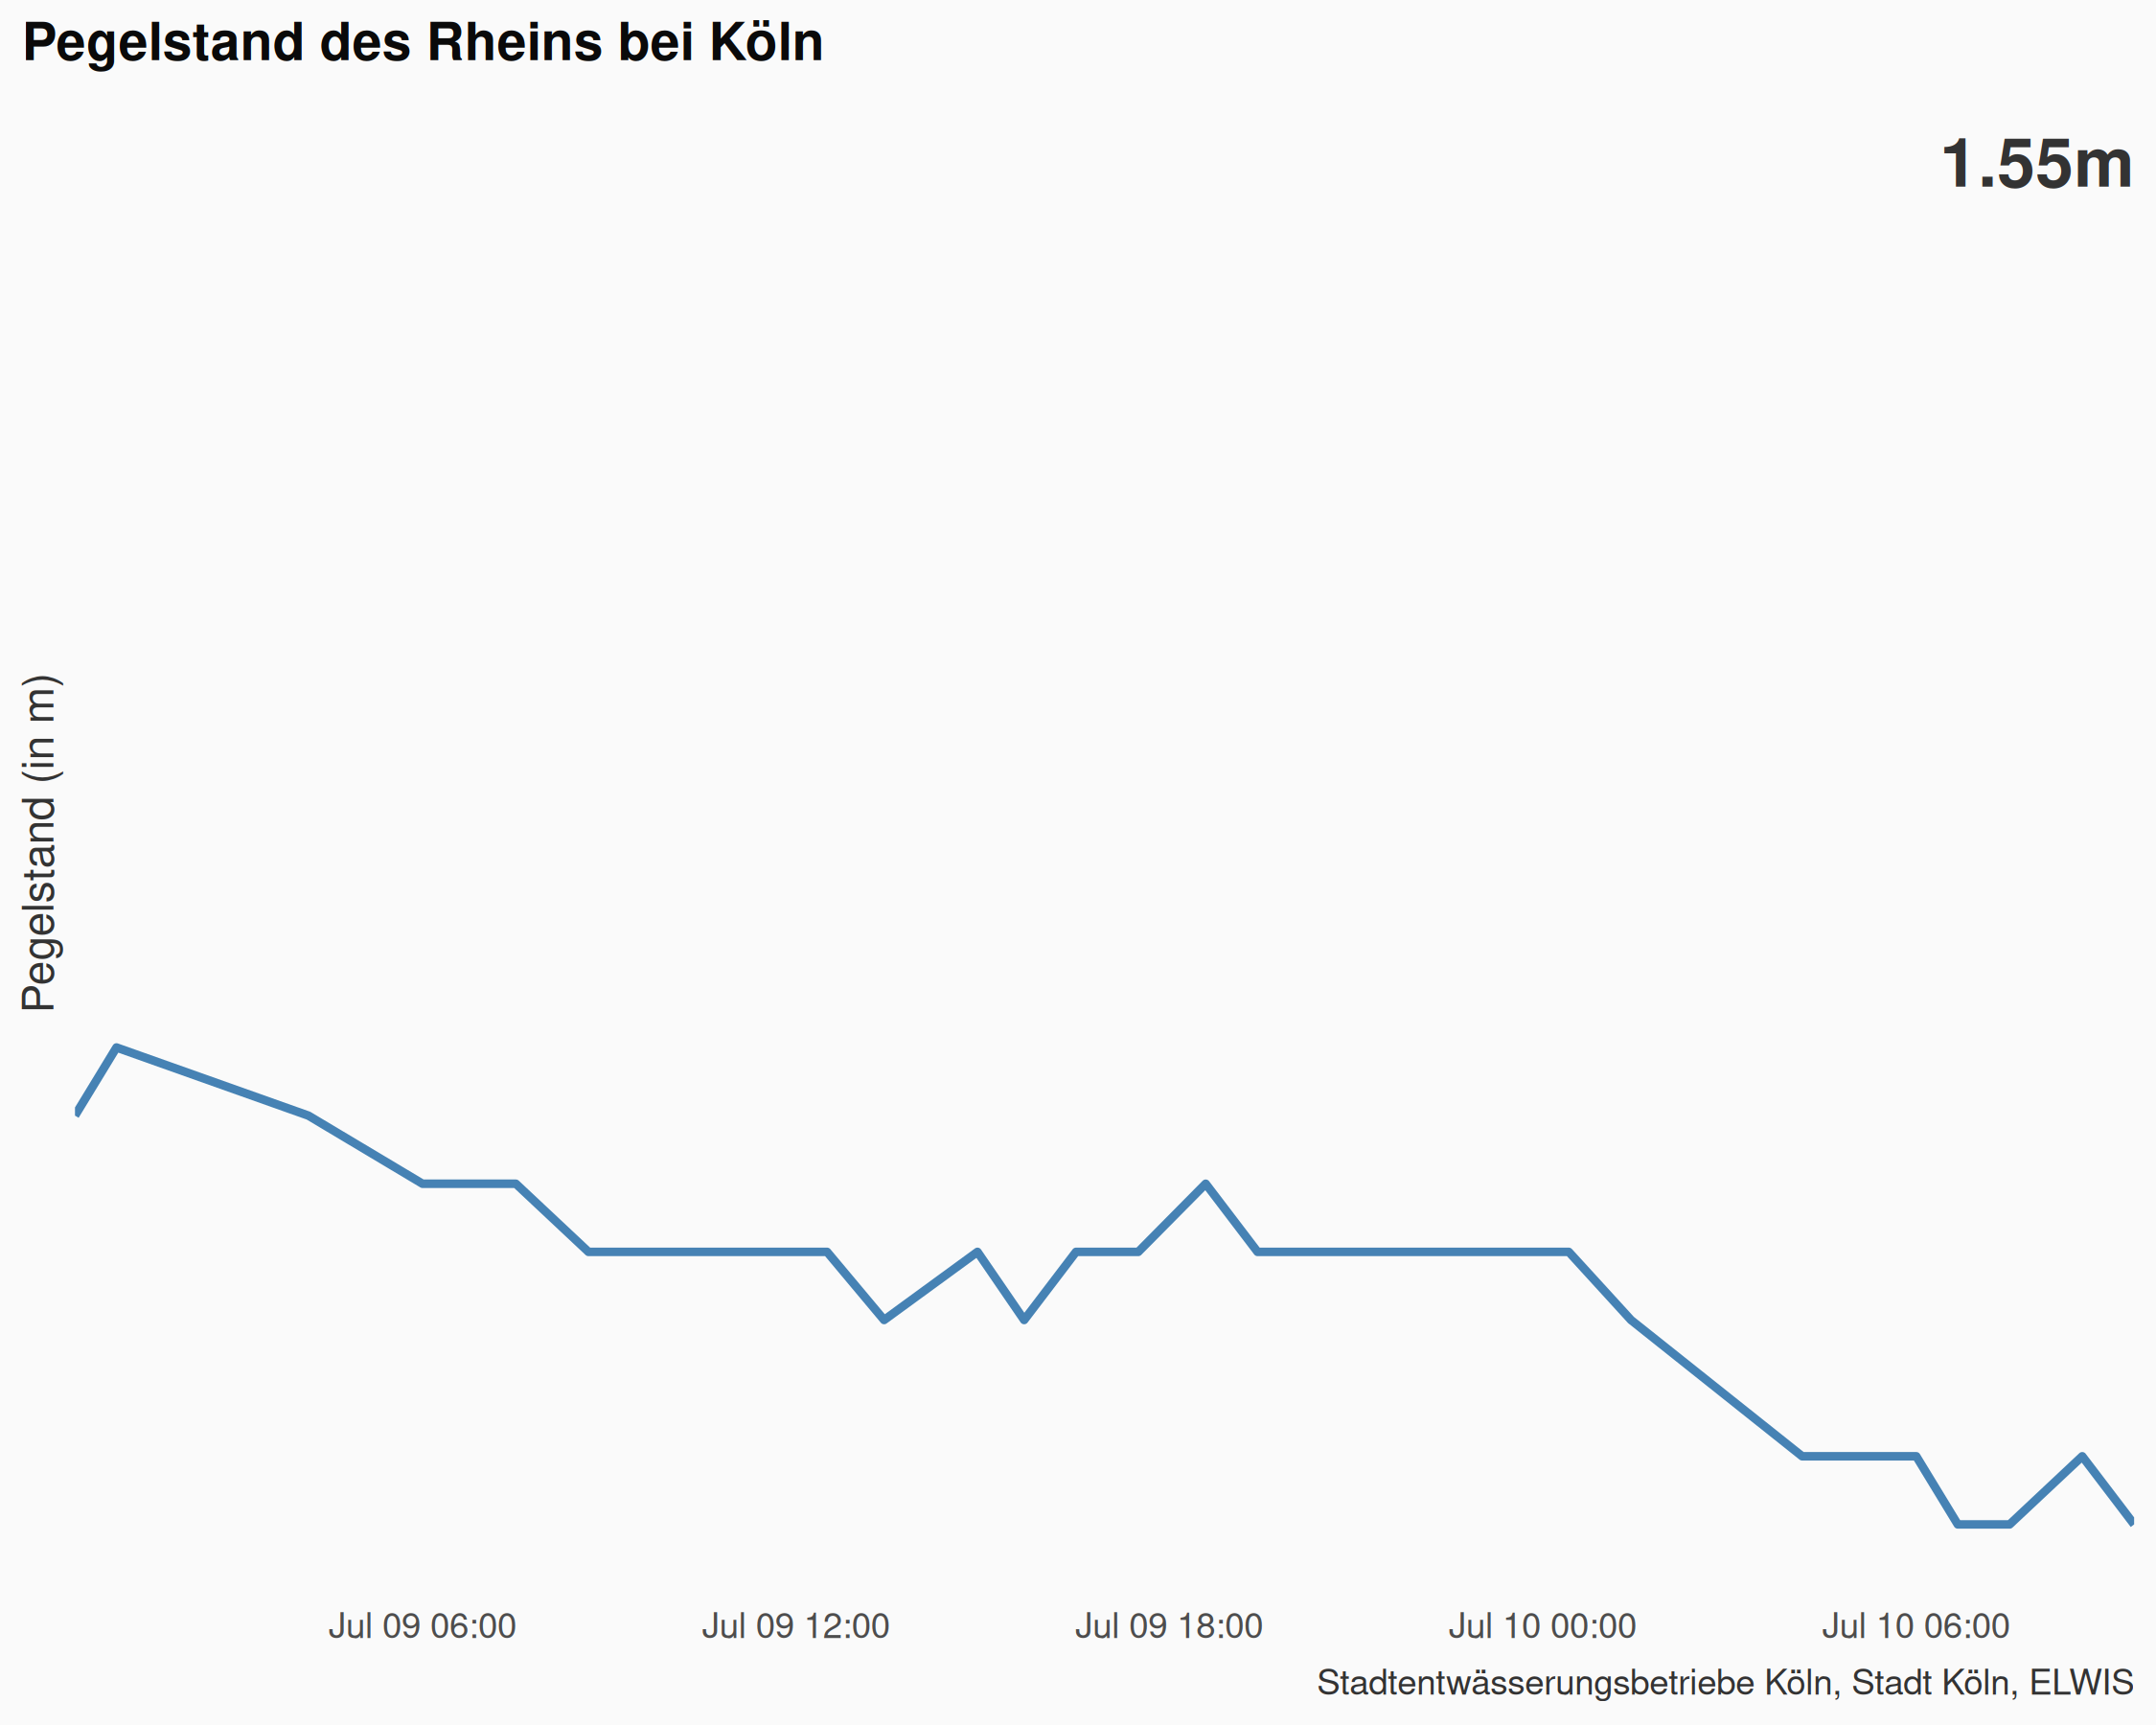 Pegelstand des Rheins bei Köln
1.55m
Pegelstand (in m)
Jul 09 06:00 Jul 09 12:00 Jul 09 18:00 Jul 10 00:00 Jul 10 06:00
Stadtentwässerungsbetriebe Köln, Stadt Köln, ELWIS